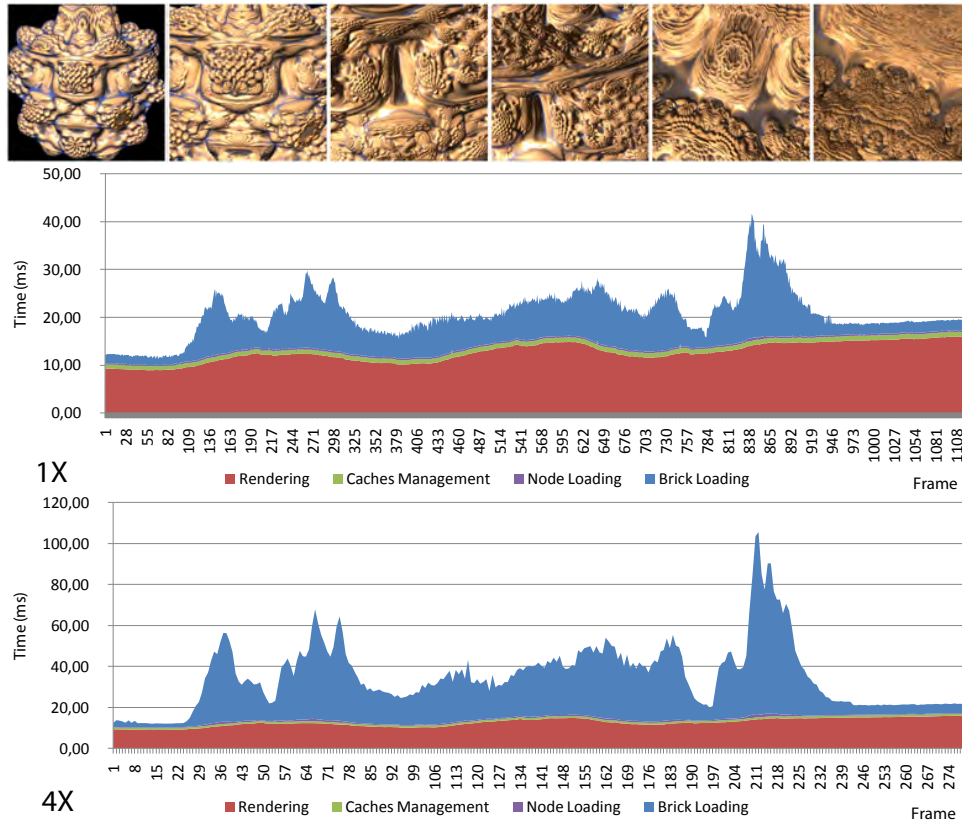 50,00
40,00
30,00
20,00
10,00
0,00
Time (ms)
1 28 55 82 109 136 163 190 217 244 271 298 325 352 379 406 433 460 487 514 541 568 595 622 649 676 703 730 757 784 811 838 865 892 919 946 973 1000 1027 1054 1081 1108
1X
Rendering Caches Management Node Loading Brick Loading Frame
120,00
100,00
80,00
60,00
40,00
20,00
0,00
Time (ms)
1 8 15 22 29 36 43 50 57 64 71 78 85 92 99 106 113 120 127 134 141 148 155 162 169 176 183 190 197 204 211 218 225 232 239 246 253 260 267 274
4X
Rendering Caches Management Node Loading Brick Loading Frame